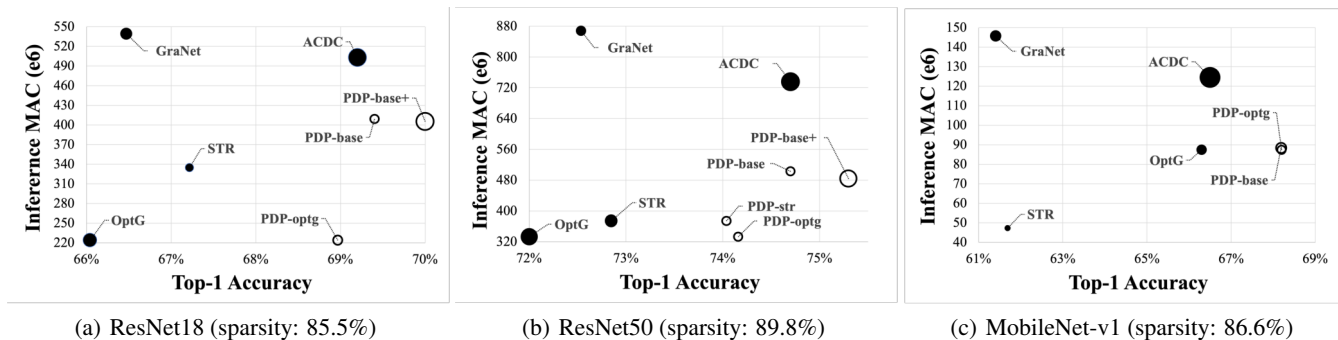 Inferernce MAC (e6)
550
520
490
460
430
400
370
340
310
280
250
220
GraNet
ACDC
PDP-base+
PDP-base
STR
OptG
PDP-optg
66%
67%
68%
69%
70%
Top-1 Accuracy
(a) ResNet18 (sparsity: 85.5%)
Inference MAC (e6)
880
800
720
640
560
480
400
320
GraNet
ACDC
PDP-base+
PDP-base
STR
PDP-str
OptG
PDP-optg
72%
73%
74%
75%
Top-1 Accuracy
(b) ResNet50 (sparsity: 89.8%)
Inference MAC (e6)
150
140
130
120
110
100
90
80
70
60
50
40
GraNet
ACDC
PDP-optg
OptG
PDP-base
STR
61%
63%
65%
67%
69%
Top-1 Accuracy
(c) MobileNet-v1 (sparsity: 86.6%)